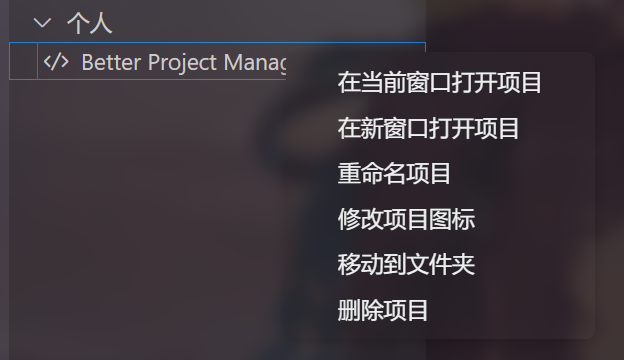 个人
Better Project Manag
在当前窗口打开项目
在新窗口打开项目
重命名项目
修改项目图标
移动到文件夹
删除项目